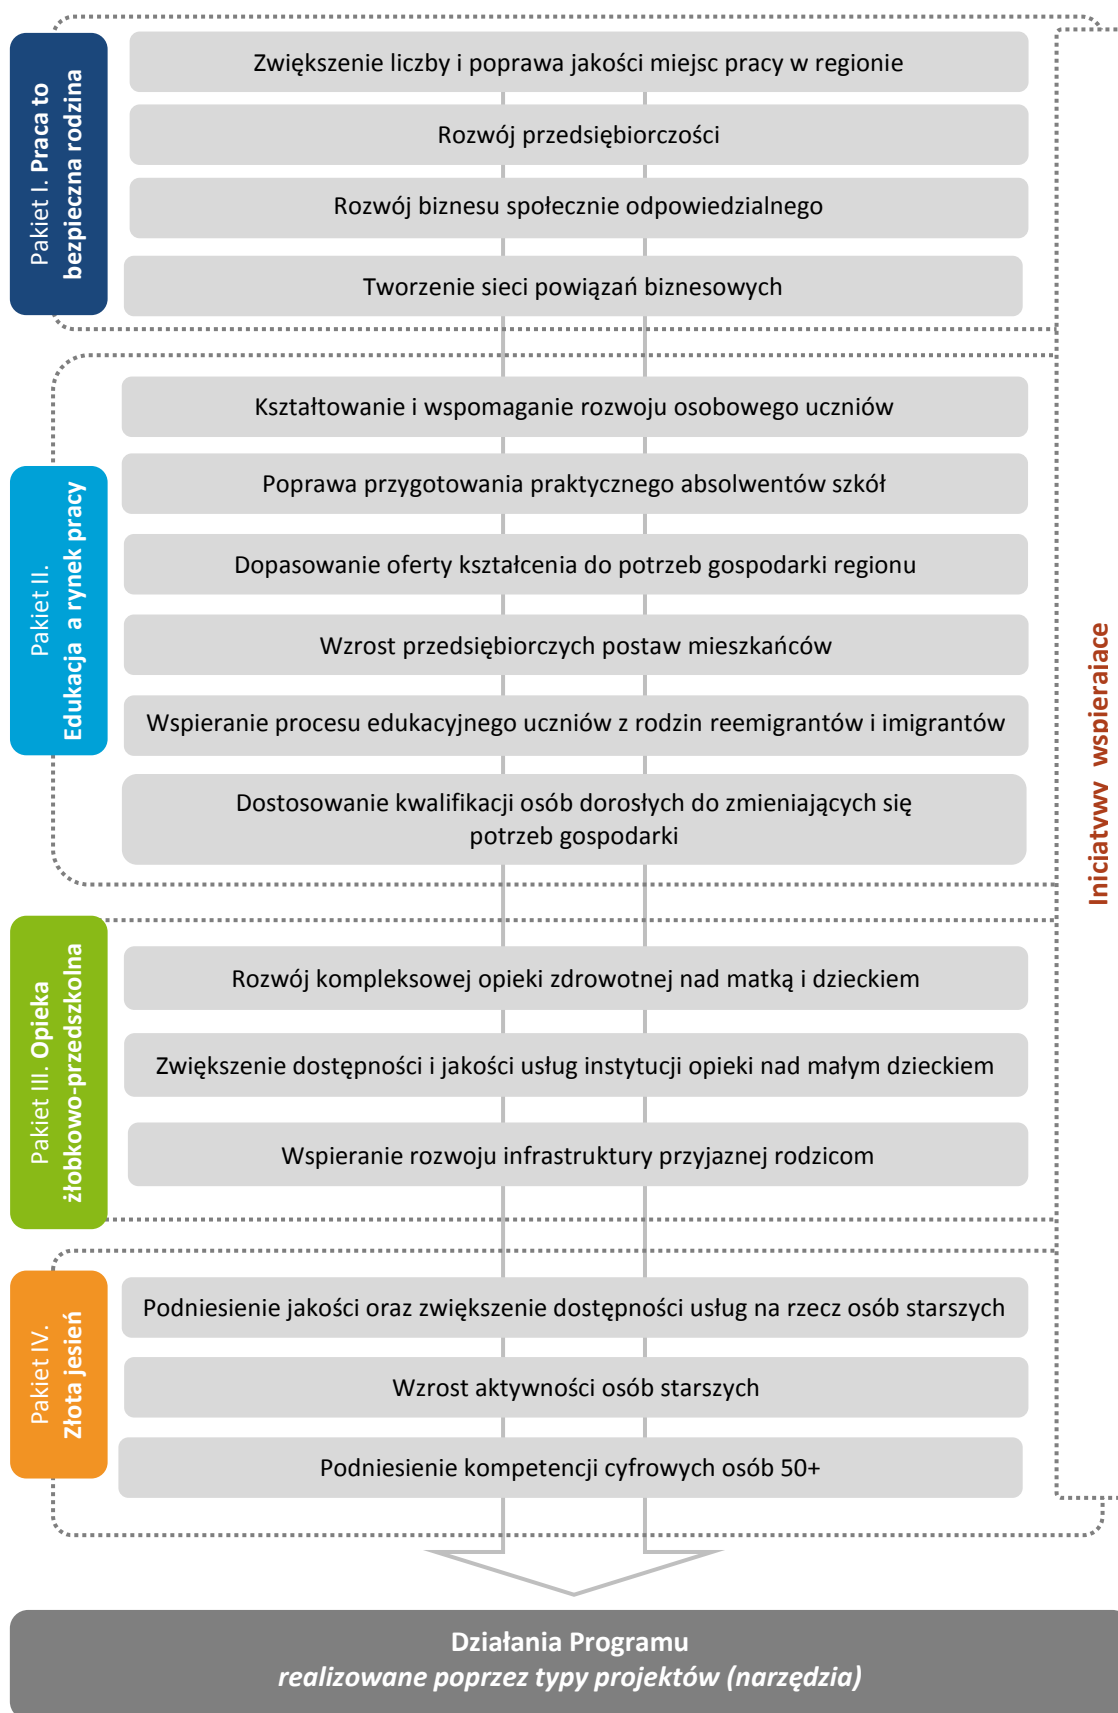 Pakiet I. Praca to
bezpieczna rodzina
Zwiększenie liczby i poprawa jakości miejsc pracy w regionie
Rozwój przedsiębiorczości
Rozwój biznesu społecznie odpowiedzialnego
Tworzenie sieci powiązań biznesowych
Pakiet II.
Edukacja a rynek pracy
Kształtowanie i wspomaganie rozwoju osobowego uczniów
Poprawa przygotowania praktycznego absolwentów szkół
Dopasowanie oferty kształcenia do potrzeb gospodarki regionu
Wzrost przedsiębiorczych postaw mieszkańców
Wspieranie procesu edukacyjnego uczniów z rodzin reemigrantów i imigrantów
Dostosowanie kwalifikacji osób dorosłych do zmieniających się
potrzeb gospodarki
Pakiet III. Opieka
żłobkowo-przedszkolna
Rozwój kompleksowej opieki zdrowotnej nad matką i dzieckiem
Zwiększenie dostępności i jakości usług instytucji opieki nad małym dzieckiem
Wspieranie rozwoju infrastruktury przyjaznej rodzicom
Pakiet IV.
Złota jesień
Podniesienie jakości oraz zwiększenie dostępności usług na rzecz osób starszych
Wzrost aktywności osób starszych
Podniesienie kompetencji cyfrowych osób 50+
Inicjatywy wspierające
Działania Programu
realizowane poprzez typy projektów (narzędzia)